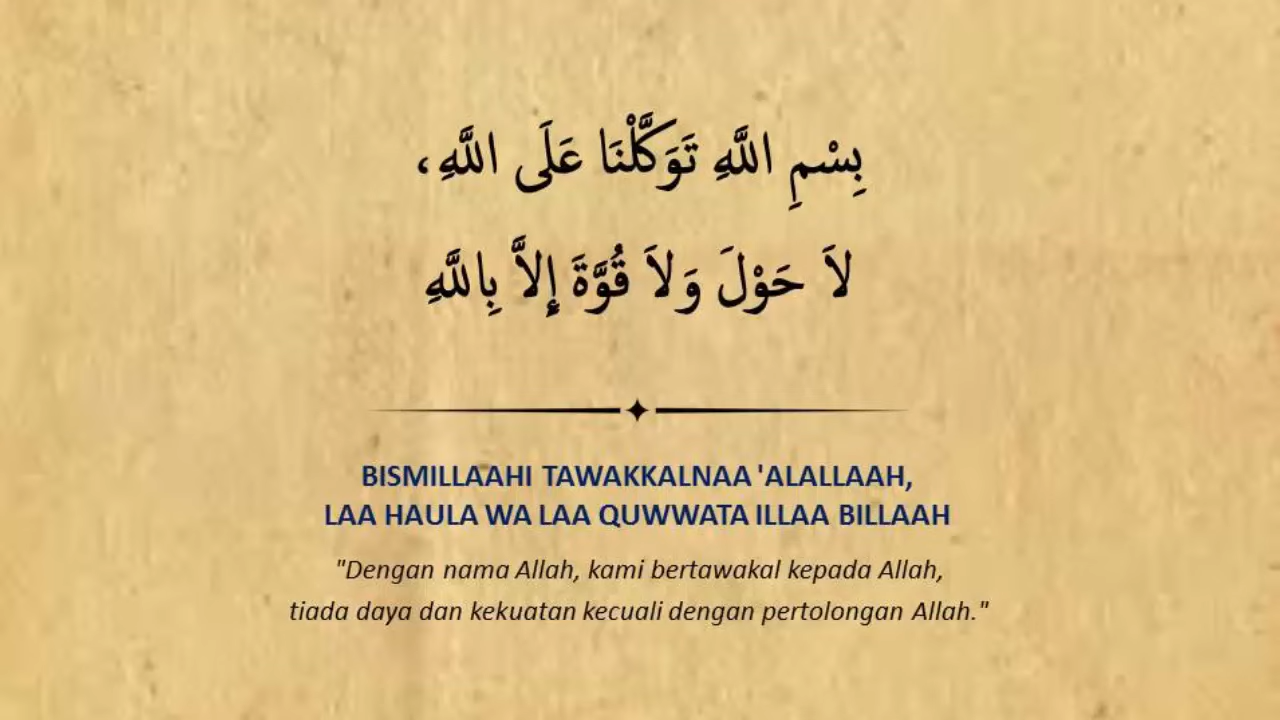 بِسْمِ اللَّهِ تَوَكَّلْنَا عَلَى اللَّهِ،
لاَ حَوْلَ وَلاَ قُوَّةَ إِلاَّ بِاللَّهِ
BISMILLAAHI TAWAKKALNAA 'ALALLAAH,
LAA HAULA WA LAA QUWWATA ILLAA BILLAAH
"Dengan nama Allah, kami bertawakal kepada Allah,
tiada daya dan kekuatan kecuali dengan pertolongan Allah."